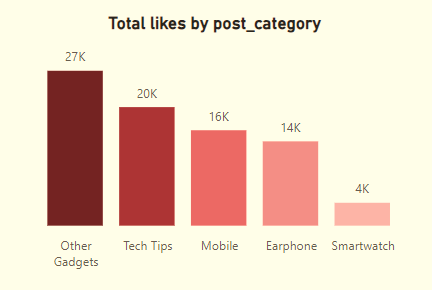 Total likes by post_category
27K
20K
16K
14K
4K
Other
Gadgets
Tech Tips
Mobile
Earphone
Smartwatch